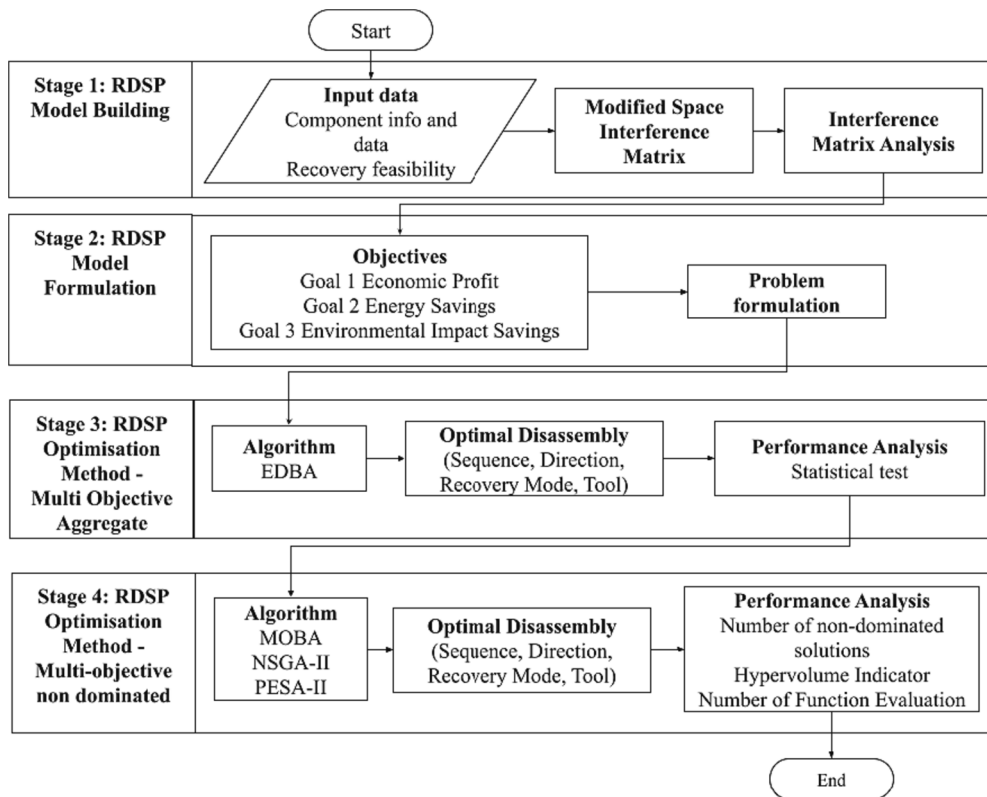 Start
Stage 1: RDSP
Model Building
Input data
Component info and
data
Recovery feasibility
Modified Space
Interference
Matrix
Interference
Matrix Analysis
Stage 2: RDSP
Model
Formulation
Objectives
Goal 1 Economic Profit
Goal 2 Energy Savings
Goal 3 Environmental Impact Savings
Problem
formulation
Stage 3: RDSP
Optimisation
Method -
Multi Objective
Aggregate
Algorithm
EDBA
Optimal Disassembly
(Sequence, Direction,
Recovery Mode, Tool)
Performance Analysis
Statistical test
Stage 4: RDSP
Optimisation
Method -
Multi-objective
non dominated
Algorithm
MOBA
NSGA-II
PESA-II
Optimal Disassembly
(Sequence, Direction,
Recovery Mode, Tool)
Performance Analysis
Number of non-dominated
solutions
Hypervolume Indicator
Number of Function Evaluation
End